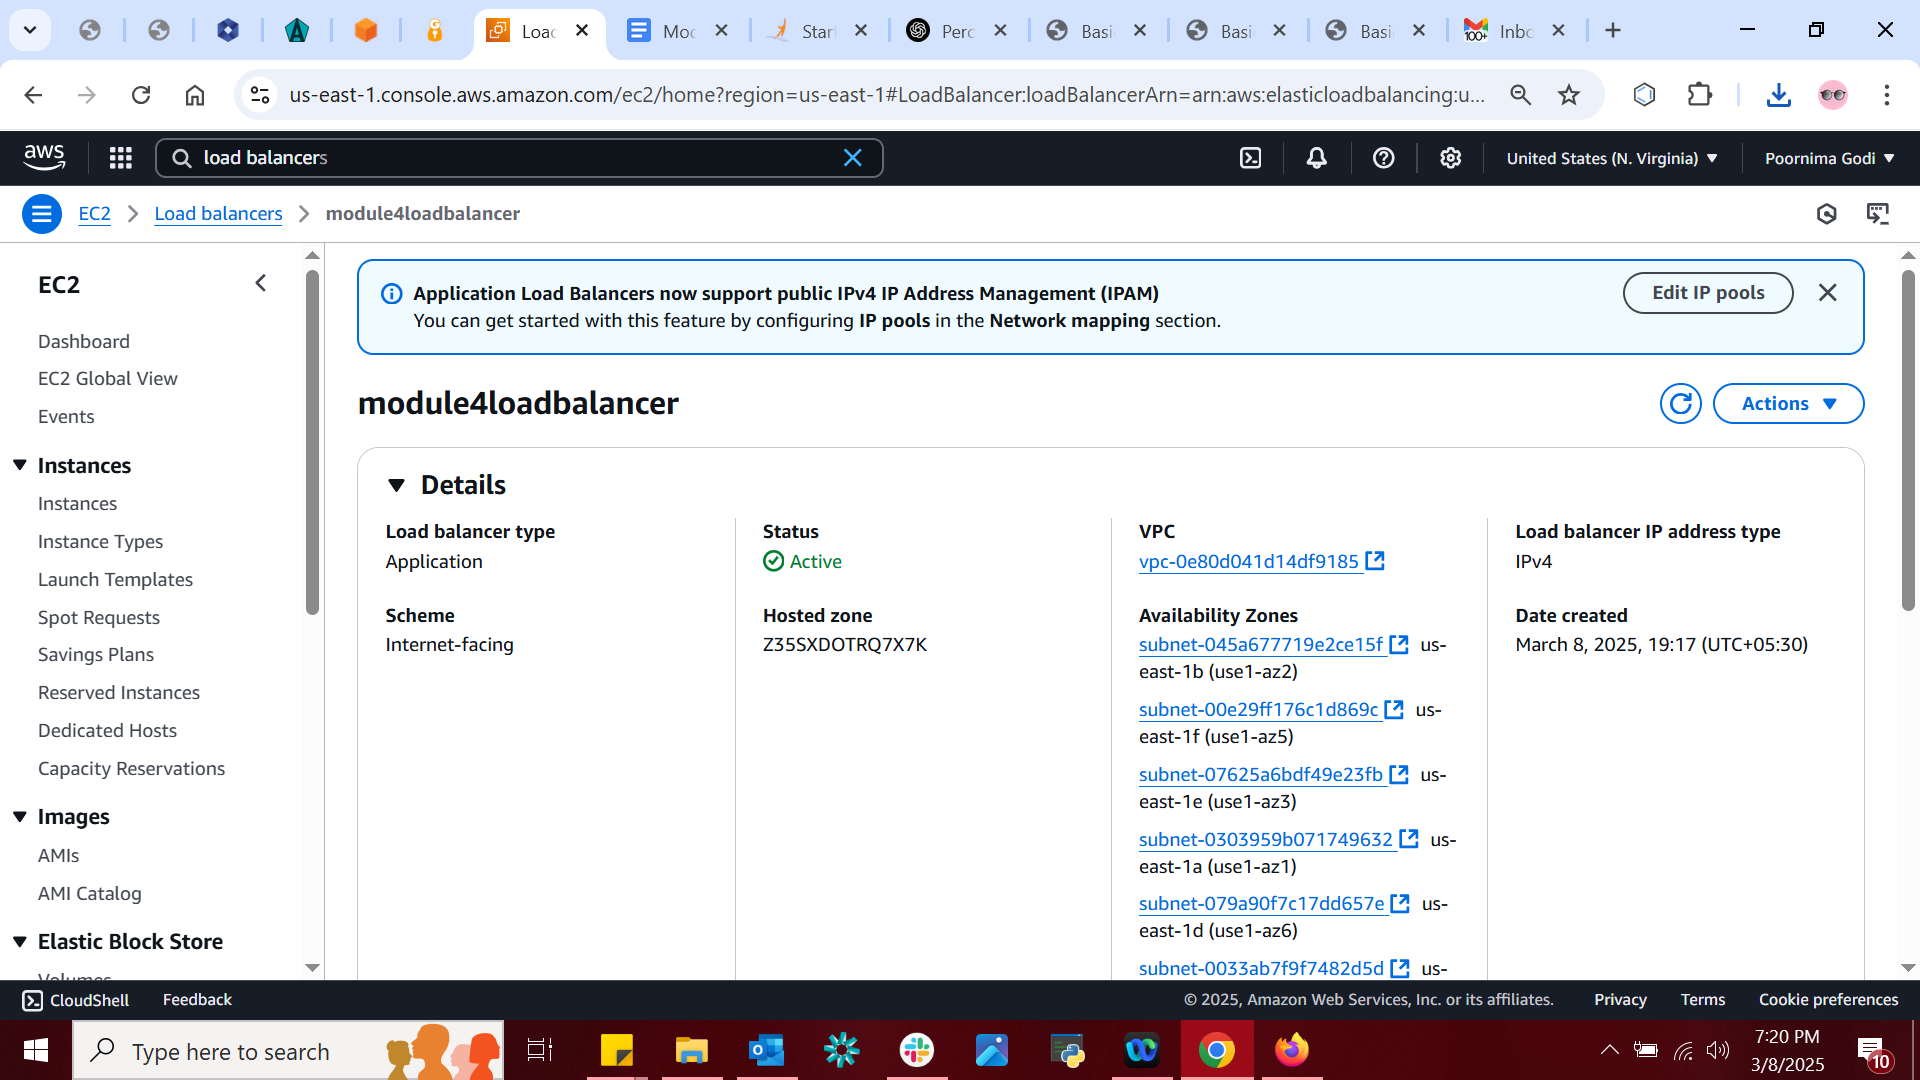 Load
Moc
Start
Perc
Basi
Basi
Basi
100+
Inbo
us-east-1.console.aws.amazon.com/ec2/home?region=us-east-1#LoadBalancer:loadBalancerArn=arn:aws:elasticloadbalancing:u...
aws
load balancers
United States (N. Virginia) ▼
Poornima Godi ▼
EC2 > Load balancers > module4loadbalancer
EC2
Dashboard
EC2 Global View
Events
Instances
Instances
Instance Types
Launch Templates
Spot Requests
Savings Plans
Reserved Instances
Dedicated Hosts
Capacity Reservations
Images
AMIs
AMI Catalog
Elastic Block Store
Volumes
Application Load Balancers now support public IPv4 IP Address Management (IPAM)
You can get started with this feature by configuring IP pools in the Network mapping section.
Edit IP pools
module4loadbalancer
Actions ▼
Details
Load balancer type
Application
Scheme
Internet-facing
Status
Active
Hosted zone
Z35SXDOTRQ7X7K
VPC
vpc-0e80d041d14df9185
Availability Zones
subnet-045a677719e2ce15f us-
east-1b (use1-az2)
subnet-00e29ff176c1d869c us-
east-1f (use1-az5)
subnet-07625a6bdf49e23fb us-
east-1e (use1-az3)
subnet-0303959b071749632 us-
east-1a (use1-az1)
subnet-079a90f7c17dd657e us-
east-1d (use1-az6)
subnet-0033ab7f9f7482d5d us-
Load balancer IP address type
IPv4
Date created
March 8, 2025, 19:17 (UTC+05:30)
CloudShell
Feedback
© 2025, Amazon Web Services, Inc. or its affiliates.
Privacy
Terms
Cookie preferences
Type here to search
7:20 PM
3/8/2025
10